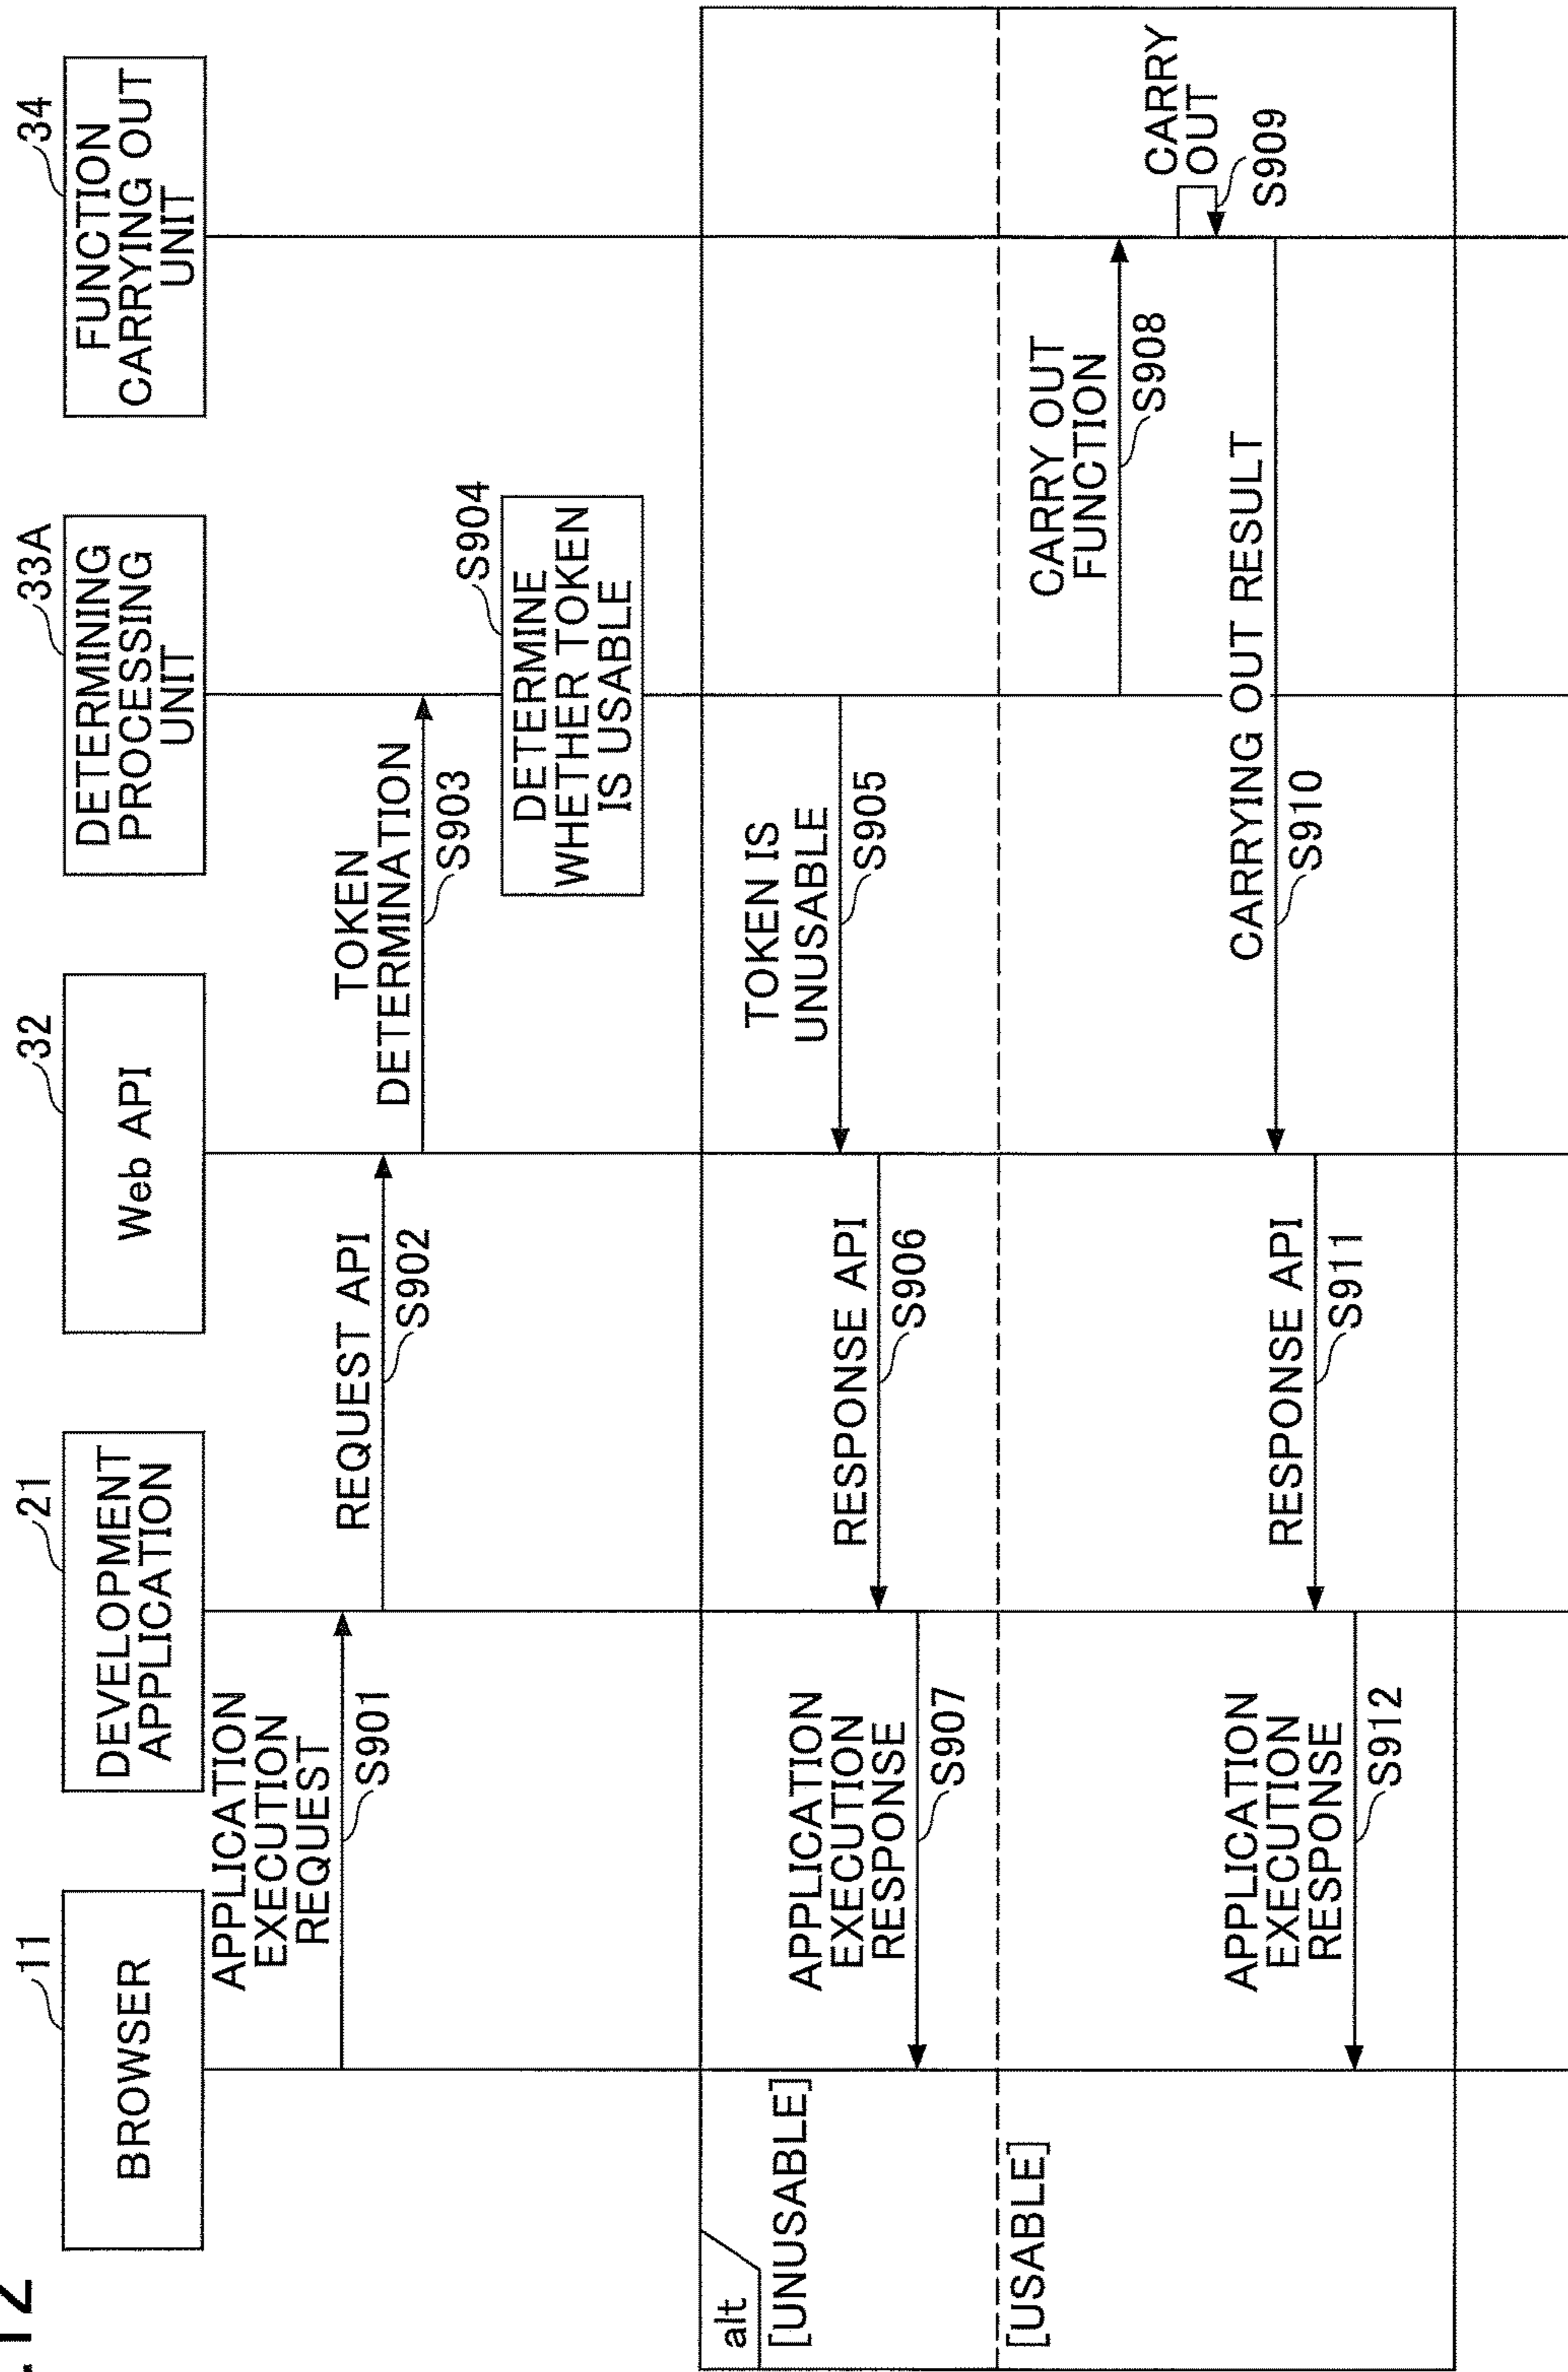 .12
11
BROWSER
21
DEVELOPMENT
APPLICATION
32
Web API
33A
DETERMINING
PROCESSING
UNIT
34
FUNCTION
CARRYING OUT
UNIT
APPLICATION
EXECUTION
REQUEST
S901
REQUEST API
S902
TOKEN
DETERMINATION
S903
S904
DETERMINE
WHETHER TOKEN
IS USABLE
alt
[UNUSABLE]
TOKEN IS
UNUSABLE
S905
RESPONSE API
S906
APPLICATION
EXECUTION
RESPONSE
S907
[USABLE]
CARRY OUT
FUNCTION
S908
CARRY
OUT
S909
CARRYING OUT RESULT
S910
RESPONSE API
S911
APPLICATION
EXECUTION
RESPONSE
S912